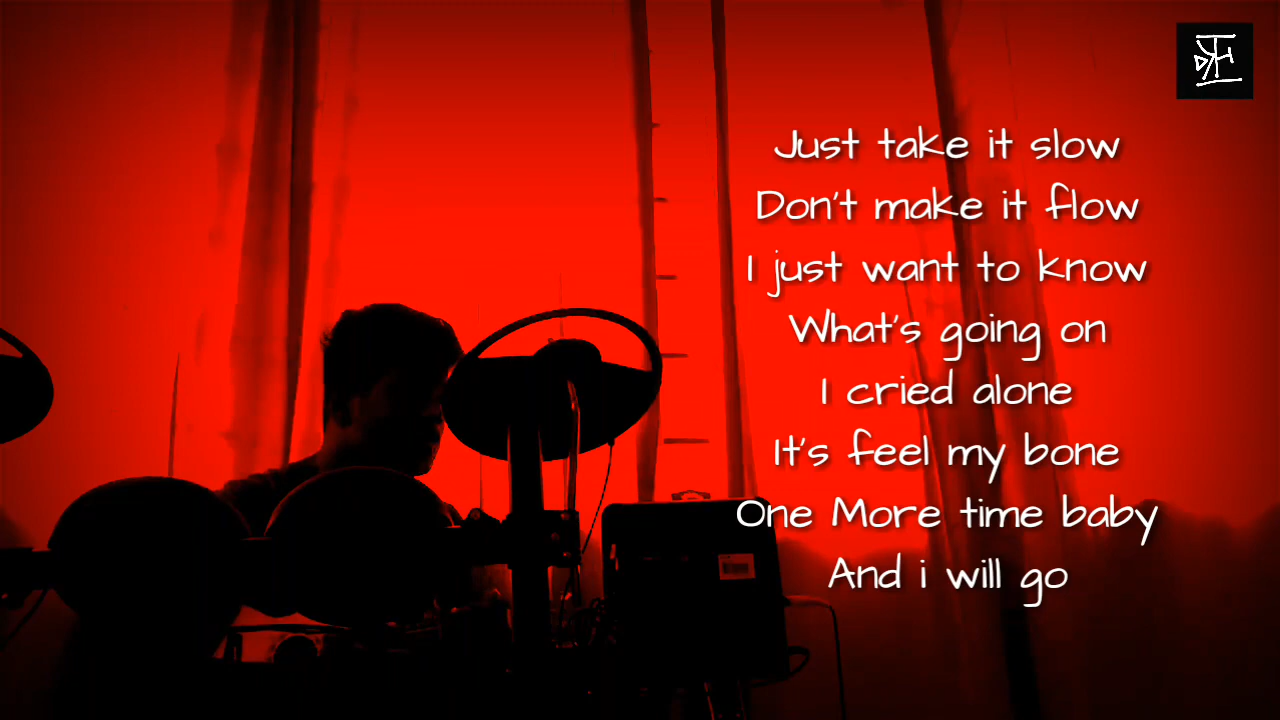 Just take it slow
Don't make it flow
I just want to know
What's going on
I cried alone
It's feel my bone
One More time baby
And i will go